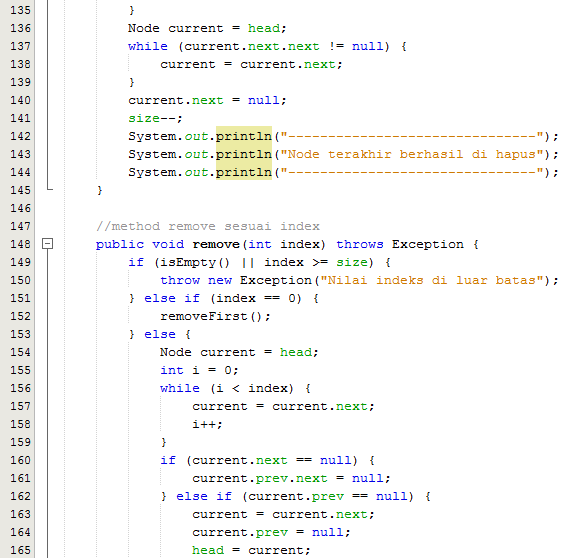 135 }
136 Node current = head;
137 while (current.next.next != null) {
138 current = current.next;
139 }
140 current.next = null;
141 size--;
142 System.out.println("-------------------------------");
143 System.out.println("Node terakhir berhasil di hapus");
144 System.out.println("-------------------------------");
145 }
146
147 //method remove sesuai index
148 public void remove(int index) throws Exception {
149 if (isEmpty() || index >= size) {
150 throw new Exception("Nilai indeks di luar batas");
151 } else if (index == 0) {
152 removeFirst();
153 } else {
154 Node current = head;
155 int i = 0;
156 while (i < index) {
157 current = current.next;
158 i++;
159 }
160 if (current.next == null) {
161 current.prev.next = null;
162 } else if (current.prev == null) {
163 current = current.next;
164 current.prev = null;
165 head = current;